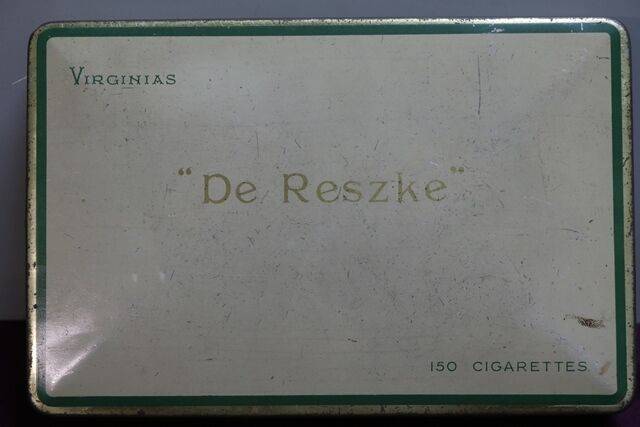 VIRGINIAS
"De Reszke"
150 CIGARETTES